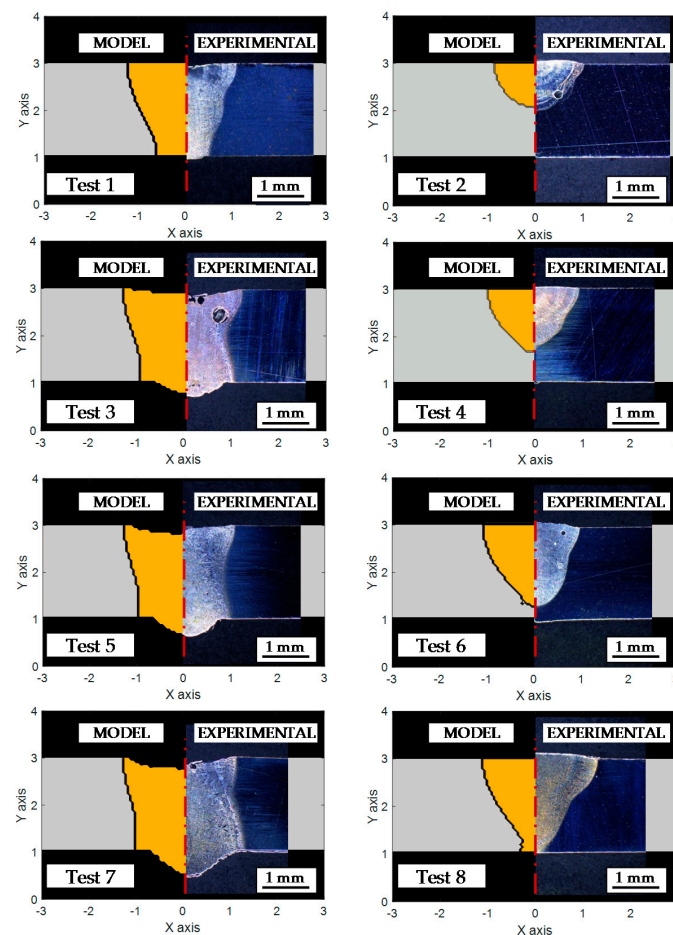 4
MODEL EXPERIMENTAL
3
Y axis
2
1
Test 1 1 mm
0
-3 -2 -1 0 1 2 3
X axis
4
MODEL EXPERIMENTAL
3
Y axis
2
1
Test 2 1 mm
0
-3 -2 -1 0 1 2
X axis
4
MODEL EXPERIMENTAL
3
Y axis
2
1
Test 3 1 mm
0
-3 -2 -1 0 1 2 3
X axis
4
MODEL EXPERIMENTAL
3
Y axis
2
1
Test 4 1 mm
0
-3 -2 -1 0 1 2
X axis
4
MODEL EXPERIMENTAL
3
Y axis
2
1
Test 5 1 mm
0
-3 -2 -1 0 1 2 3
X axis
4
MODEL EXPERIMENTAL
3
Y axis
2
1
Test 6 1 mm
0
-3 -2 -1 0 1 2
X axis
4
MODEL EXPERIMENTAL
3
Y axis
2
1
Test 7 1 mm
0
-3 -2 -1 0 1 2 3
X axis
4
MODEL EXPERIMENTAL
3
Y axis
2
1
Test 8 1 mm
0
-3 -2 -1 0 1 2
X axis